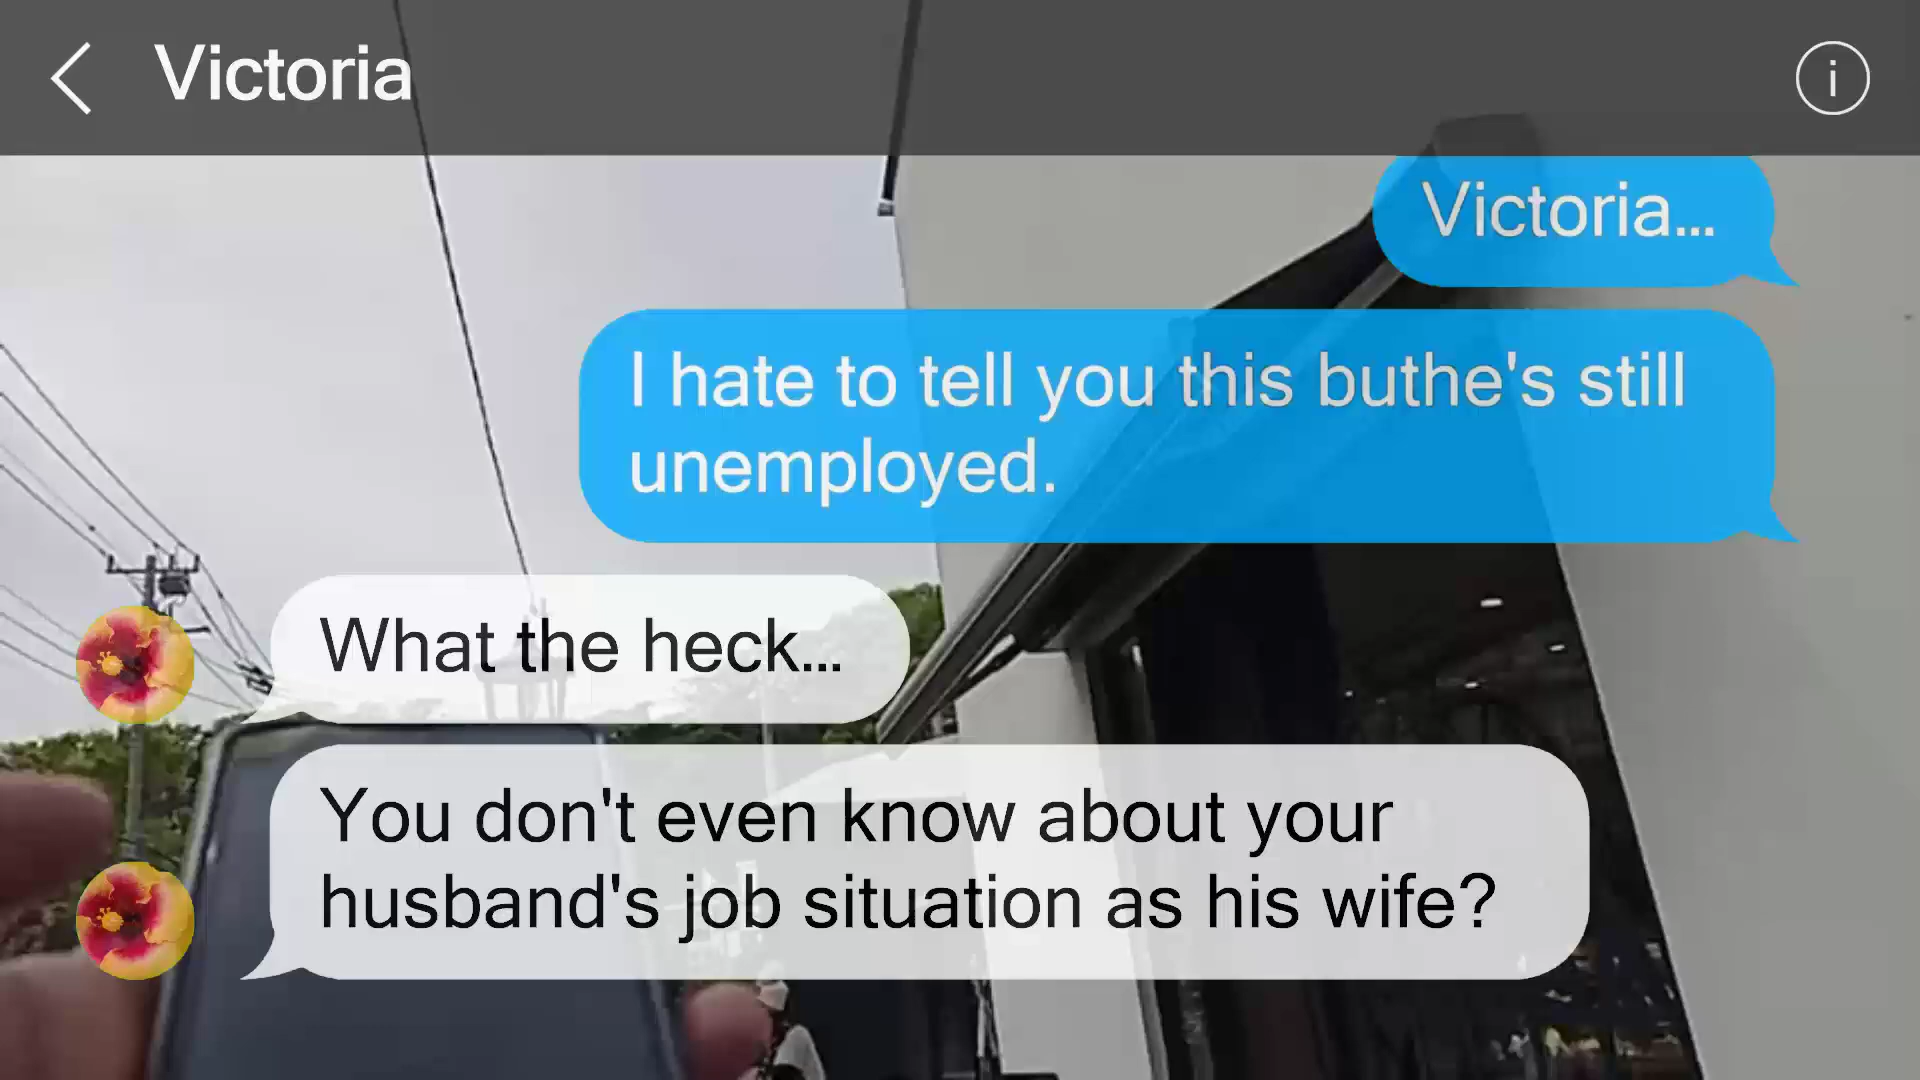 Victoria
i
Victoria...
I hate to tell you this buthe's still
unemployed.
What the heck...
You don't even know about your
husband's job situation as his wife?